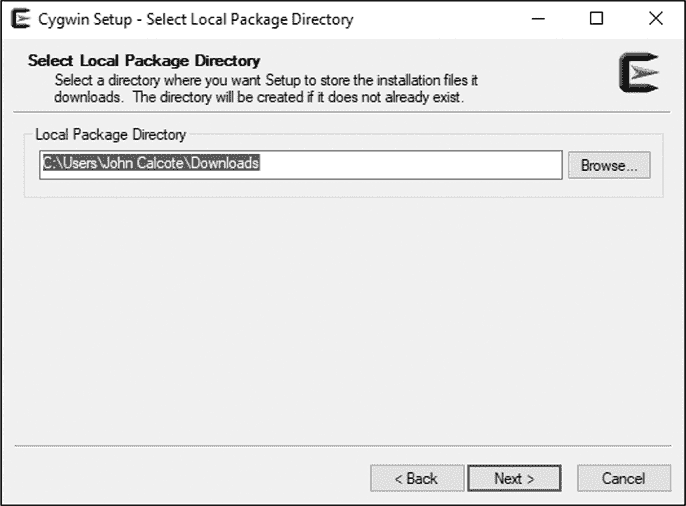 Cygwin Setup - Select Local Package Directory
Select Local Package Directory
Select a directory where you want Setup to store the installation files it
downloads. The directory will be created if it does not already exist.
Local Package Directory
C:\Users\John Calcote\Downloads
Browse...
< Back
Next >
Cancel